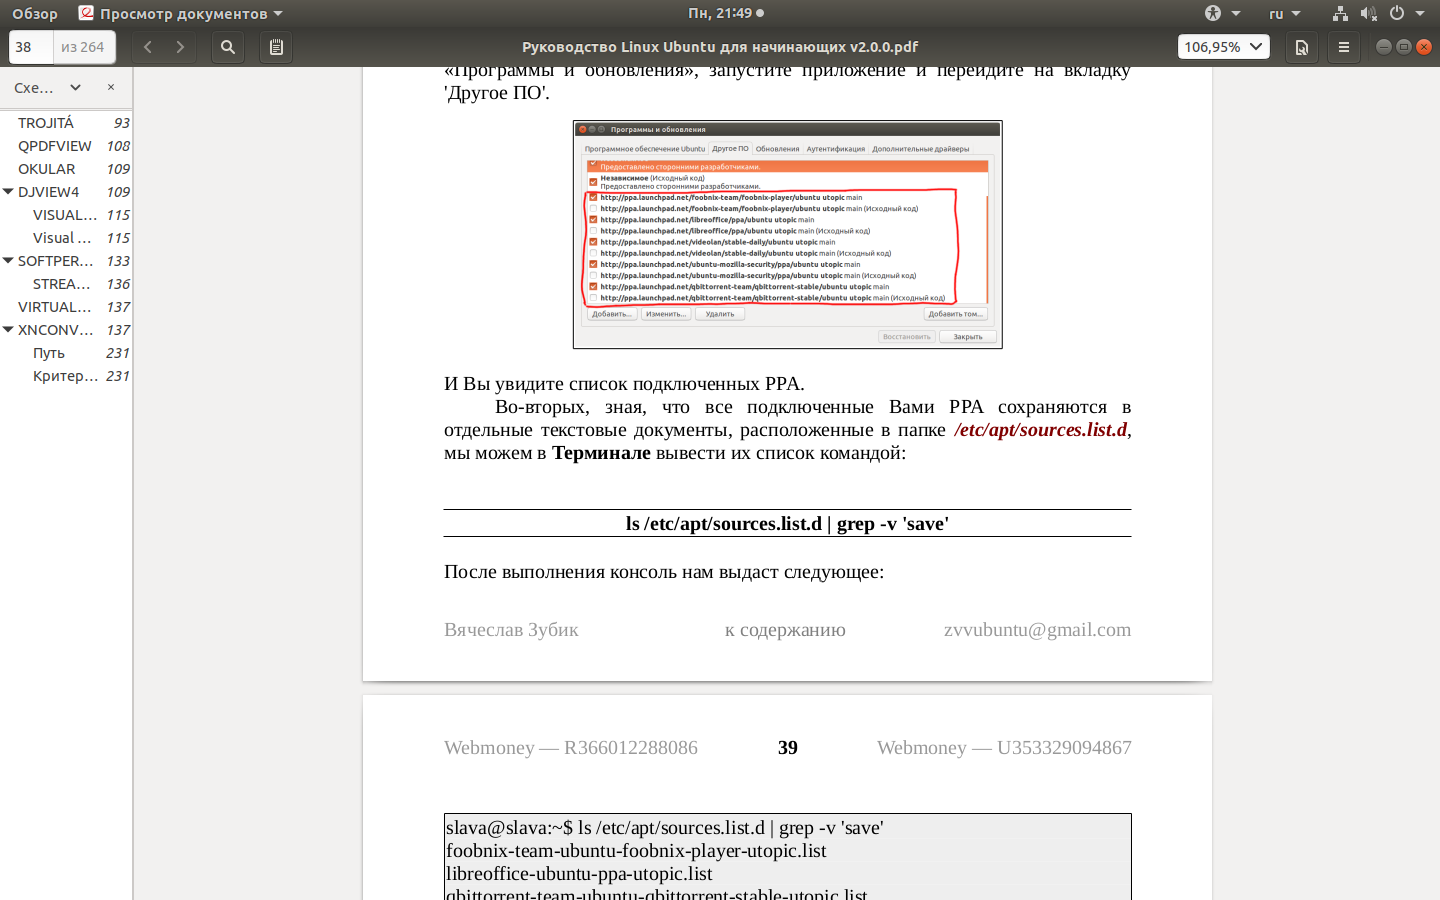 Обзор
Просмотр документов
Пн, 21:49
ru
38
из 264
Руководство Linux Ubuntu для начинающих v2.0.0.pdf
106,95%
Схе...
TROJITÁ 93
QPDFVIEW 108
OKULAR 109
DJVIEW4 109
VISUAL... 115
Visual ... 115
SOFTPER... 133
STREA... 136
VIRTUAL... 137
XNCONV... 137
Путь 231
Критер... 231
«Программы и обновления», запустите приложение и перейдите на вкладку
'Другое ПО'.
Программы и обновления
Программное обеспечение Ubuntu Другое ПО Обновления Аутентификация Дополнительные драйверы
Предоставлено сторонними разработчиками.
Независимое (Исходный код)
Предоставлено сторонними разработчиками.
http://ppa.launchpad.net/foobnix-team/foobnix-player/ubuntu utopic main
http://ppa.launchpad.net/foobnix-team/foobnix-player/ubuntu utopic main (Исходный код)
http://ppa.launchpad.net/libreoffice/ppa/ubuntu utopic main
http://ppa.launchpad.net/libreoffice/ppa/ubuntu utopic main (Исходный код)
http://ppa.launchpad.net/videolan/stable-daily/ubuntu utopic main
http://ppa.launchpad.net/videolan/stable-daily/ubuntu utopic main (Исходный код)
http://ppa.launchpad.net/ubuntu-mozilla-security/ppa/ubuntu utopic main
http://ppa.launchpad.net/ubuntu-mozilla-security/ppa/ubuntu utopic main (Исходный код)
http://ppa.launchpad.net/qbittorrent-team/qbittorrent-stable/ubuntu utopic main
http://ppa.launchpad.net/qbittorrent-team/qbittorrent-stable/ubuntu utopic main (Исходный код)
Добавить... Изменить... Удалить Добавить том...
Восстановить Закрыть
И Вы увидите список подключенных PPA.
Во-вторых, зная, что все подключенные Вами PPA сохраняются в
отдельные текстовые документы, расположенные в папке /etc/apt/sources.list.d,
мы можем в Терминале вывести их список командой:
ls /etc/apt/sources.list.d | grep -v 'save'
После выполнения консоль нам выдаст следующее:
Вячеслав Зубик к содержанию zvvubuntu@gmail.com
Webmoney — R366012288086 39 Webmoney — U353329094867
slava@slava:~$ ls /etc/apt/sources.list.d | grep -v 'save'
foobnix-team-ubuntu-foobnix-player-utopic.list
libreoffice-ubuntu-ppa-utopic.list
qbittorrent-team-ubuntu-qbittorrent-stable-utopic.list